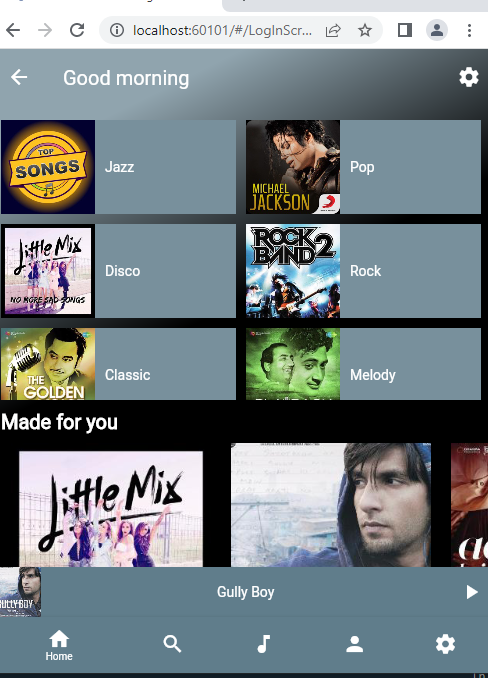 localhost:60101/#/LogInScr...
Good morning
TOP
SONGS
Jazz
MICHAEL
JACKSON
Pop
Little Mix
NO MORE SAD SONGS
Disco
ROCK
BAND 2
Rock
THE
GOLDEN
Classic
Melody
Made for you
Little Mix
GULLY BOY
Gully Boy
Home